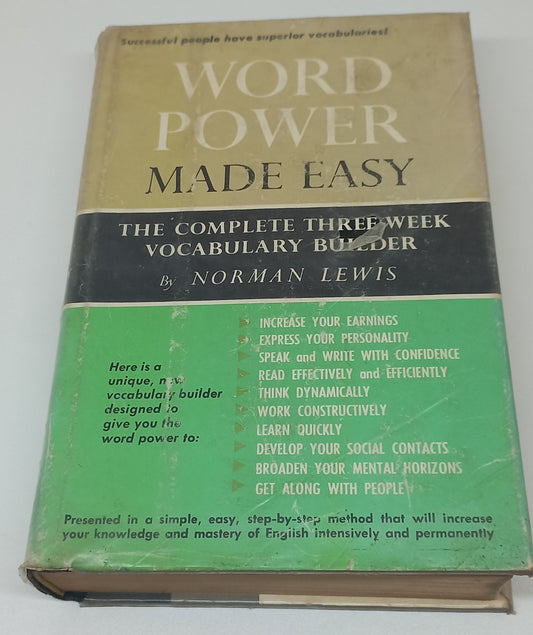 Successful people have superior vocabularies!
WORD
POWER
MADE EASY
THE COMPLETE THREE-WEEK
VOCABULARY BUILDER
By NORMAN LEWIS
Here is a
unique, new
vocabulary builder
designed to
give you the
word power to:
INCREASE YOUR EARNINGS
EXPRESS YOUR PERSONALITY
SPEAK and WRITE WITH CONFIDENCE
READ EFFECTIVELY and EFFICIENTLY
THINK DYNAMICALLY
WORK CONSTRUCTIVELY
LEARN QUICKLY
DEVELOP YOUR SOCIAL CONTACTS
BROADEN YOUR MENTAL HORIZONS
GET ALONG WITH PEOPLE
Presented in a simple, easy, step-by-step method that will increase
your knowledge and mastery of English intensively and permanently